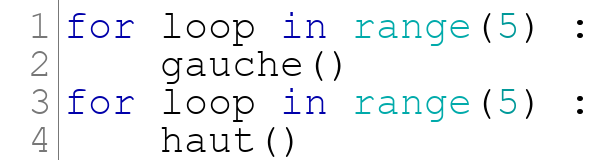 1 for loop in range(5) :
2     gauche()
3 for loop in range(5) :
4     haut()